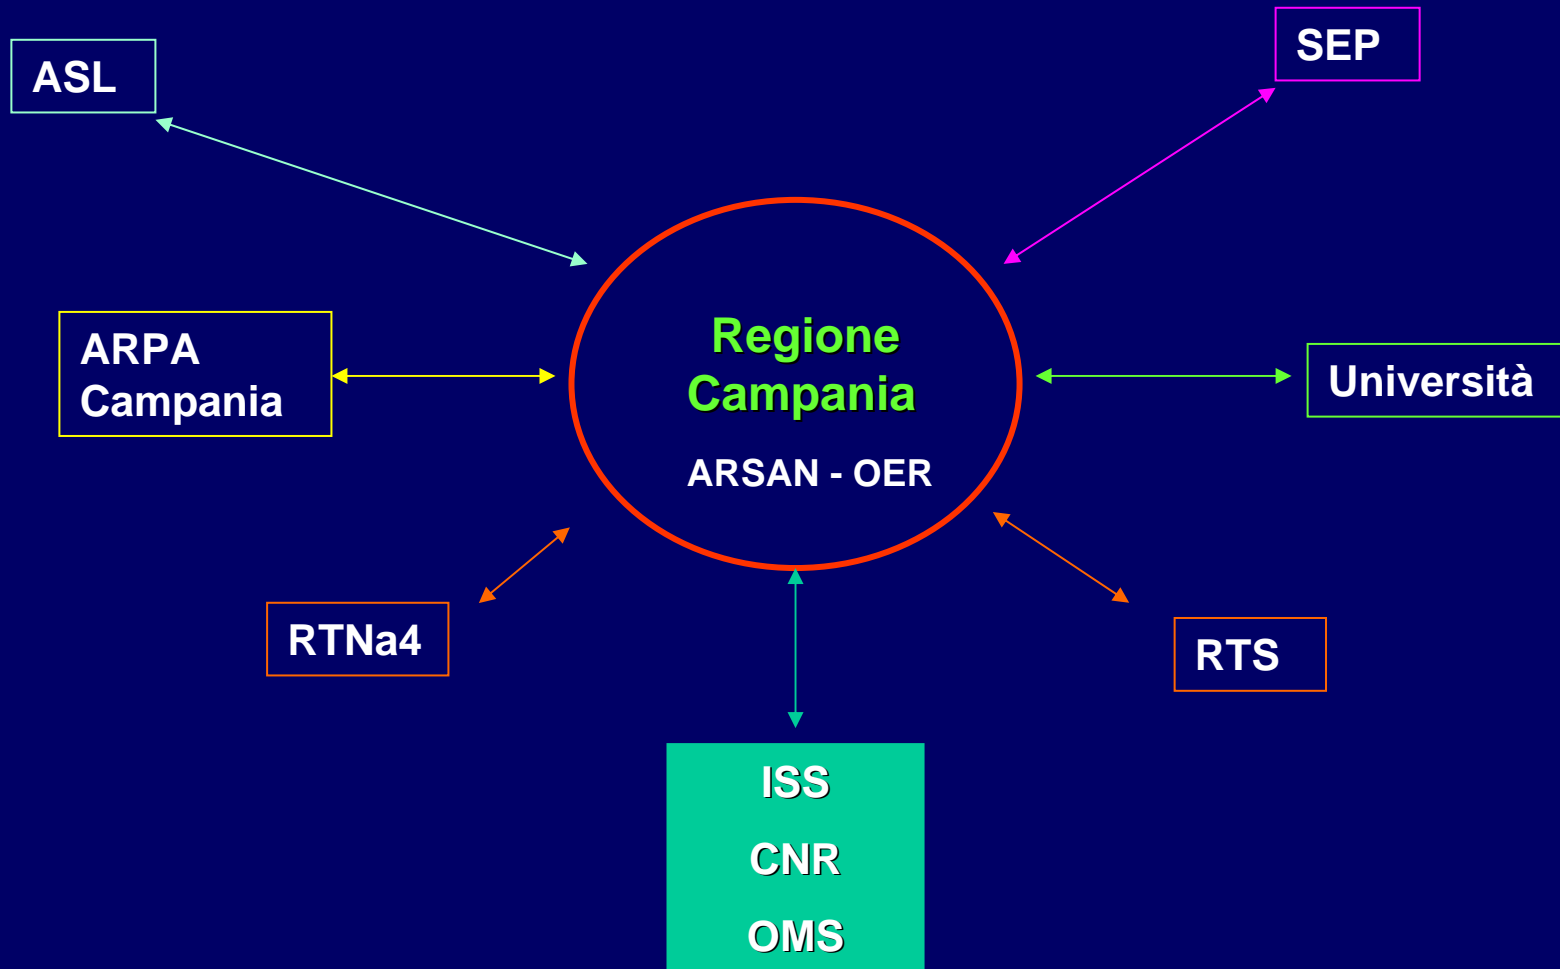 ASL
SEP
Regione
Campania
ARSAN - OER
ARPA
Campania
Università
RTNa4
RTS
ISS
CNR
OMS